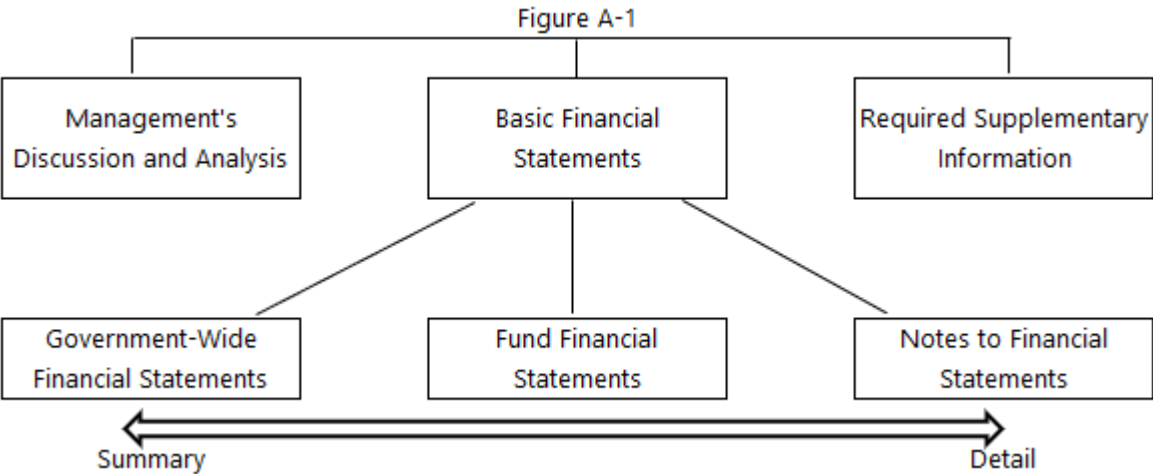 Figure A-1
Management's
Discussion and Analysis
Basic Financial
Statements
Required Supplementary
Information
Government-Wide
Financial Statements
Fund Financial
Statements
Notes to Financial
Statements
Summary
Detail